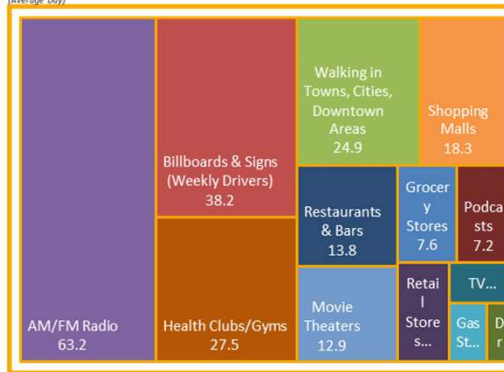 (Average Day)
AM/FM Radio
63.2
Billboards & Signs
(Weekly Drivers)
38.2
Health Clubs/Gyms
27.5
Walking in
Towns, Cities,
Downtown
Areas
24.9
Shopping
Malls
18.3
Restaurants
& Bars
13.8
Grocer
y
Stores
7.6
Podca
sts
7.2
Movie
Theaters
12.9
Retai
l
Store
s...
TV...
Gas
St...
D
r